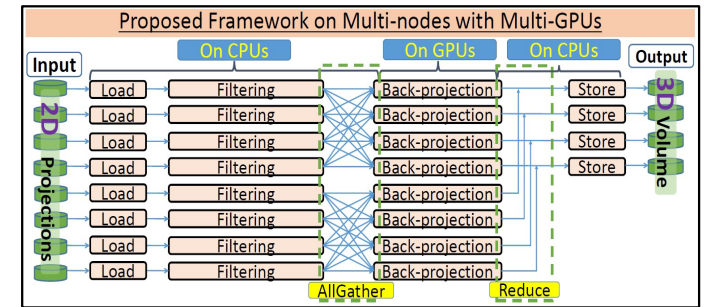 Proposed Framework on Multi-nodes with Multi-GPUs
Input
On CPUs
On GPUs
On CPUs
Output
2D Projections
Load
Filtering
Back-projection
Store
3D Volume
Load
Filtering
Back-projection
Store
Load
Filtering
Back-projection
Store
Load
Filtering
Back-projection
Store
Load
Filtering
Back-projection
Load
Filtering
Back-projection
Load
Filtering
Back-projection
Load
Filtering
Back-projection
AllGather
Reduce